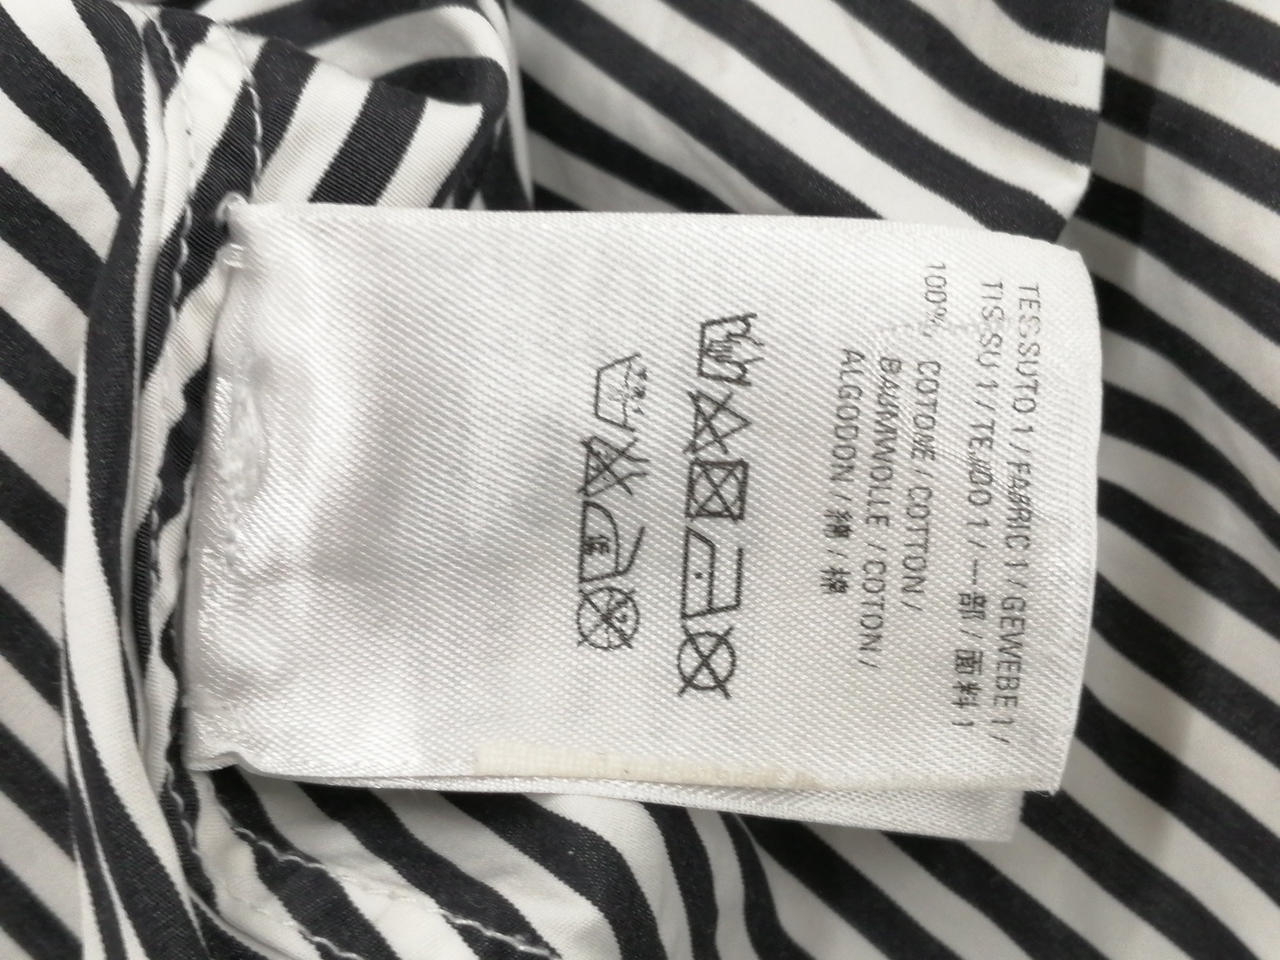 TESSUTO 1 / FABRIC 1 / GEWEBE 1 /
TISSU 1 / TEJIDO 1 / 一部 / 面料 1
100% COTONE / COTTON /
BAUMWOLLE / COTON /
ALGODON / 綿 / 棉